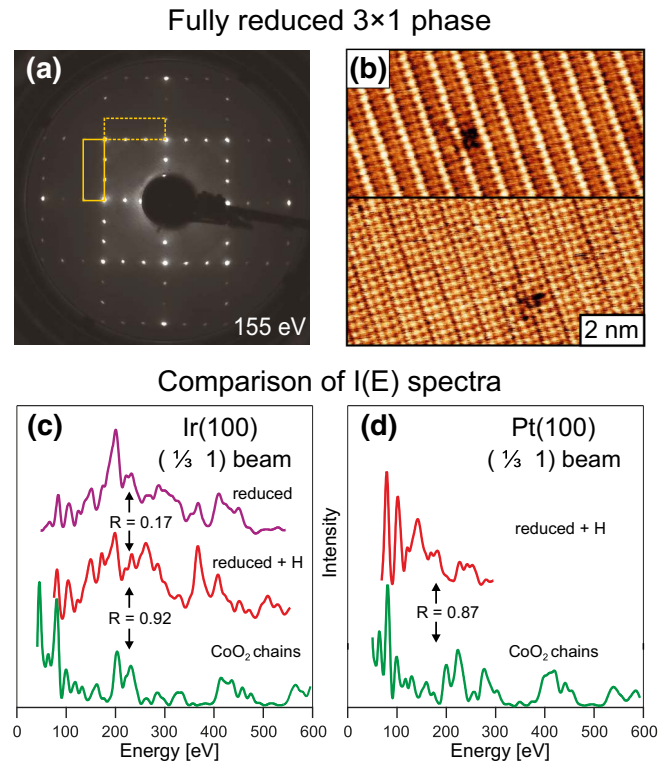 Fully reduced 3×1 phase
(a)
155 eV
(b)
2 nm
Comparison of I(E) spectra
(c)
Ir(100)
( ⅓ 1) beam
reduced
R = 0.17
reduced + H
R = 0.92
CoO₂ chains
0 100 200 300 400 500 600
Energy [eV]
(d)
Pt(100)
( ⅓ 1) beam
Intensity
reduced + H
R = 0.87
CoO₂ chains
0 100 200 300 400 500 600
Energy [eV]